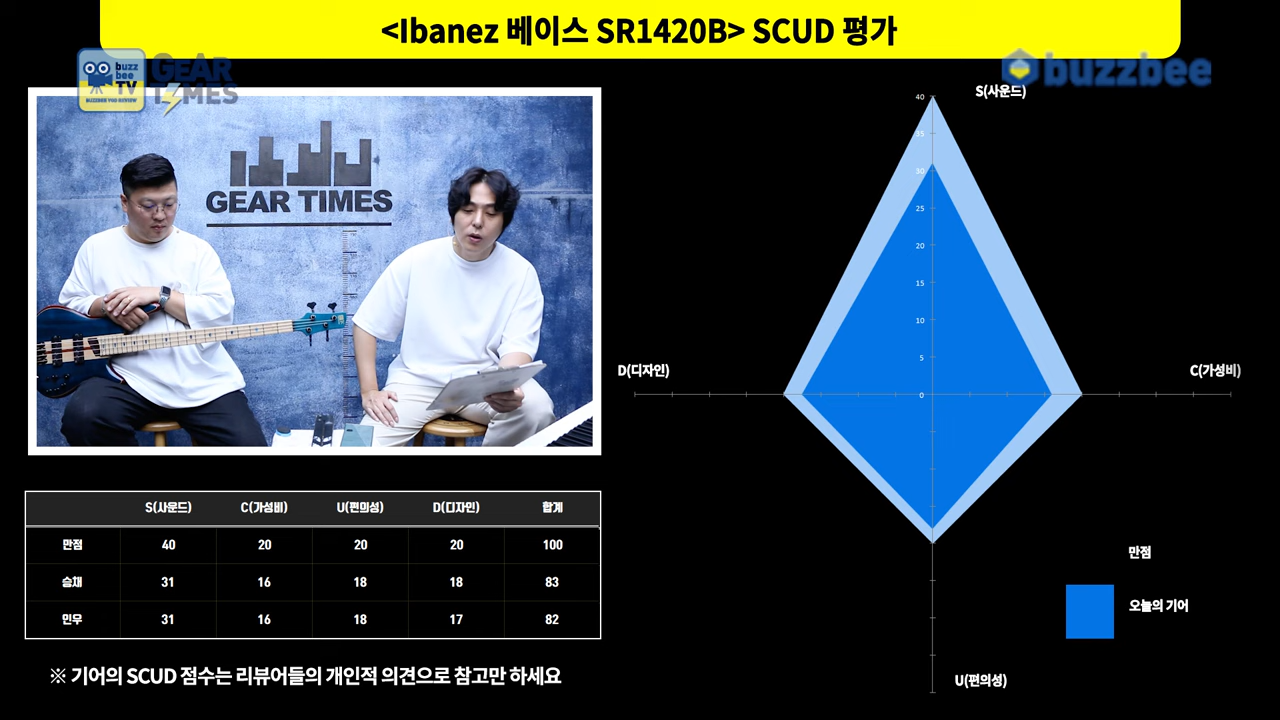 <Ibanez 베이스 SR1420B> SCUD 평가
buzz
bee
TV
BUZZBEE YOU REVIEW
GEAR
TIMES
buzzbee
GEAR TIMES
S(사운드)
40
35
30
25
20
15
10
5
0
D(디자인)
C(가성비)
U(편의성)
만점
오늘의 기어
S(사운드) C(가성비) U(편의성) D(디자인) 합계
만점 40 20 20 20 100
승채 31 16 18 18 83
민우 31 16 18 17 82
※ 기어의 SCUD 점수는 리뷰어들의 개인적 의견으로 참고만 하세요